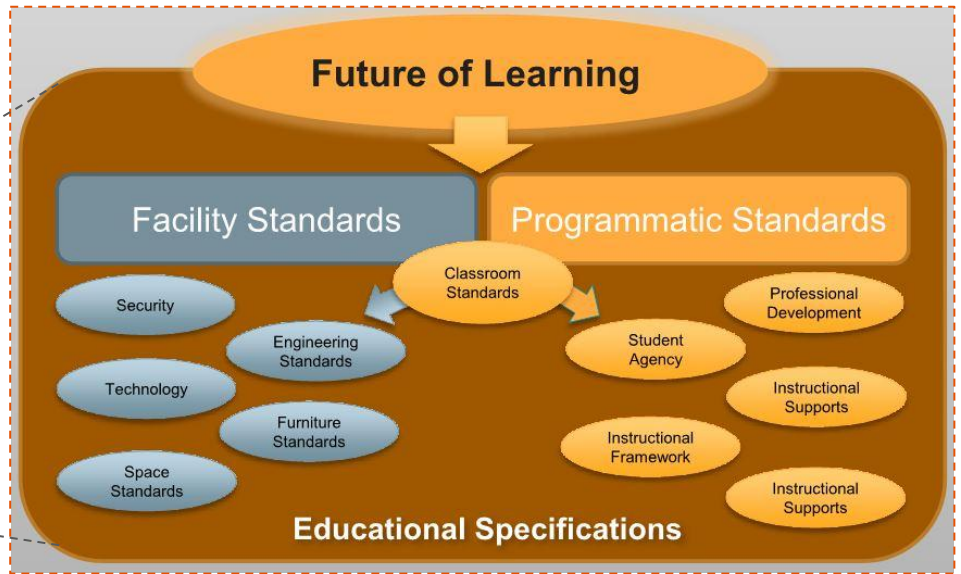 Future of Learning
Facility Standards
Programmatic Standards
Classroom
Standards
Security
Engineering
Standards
Technology
Furniture
Standards
Space
Standards
Professional
Development
Student
Agency
Instructional
Supports
Instructional
Framework
Instructional
Supports
Educational Specifications